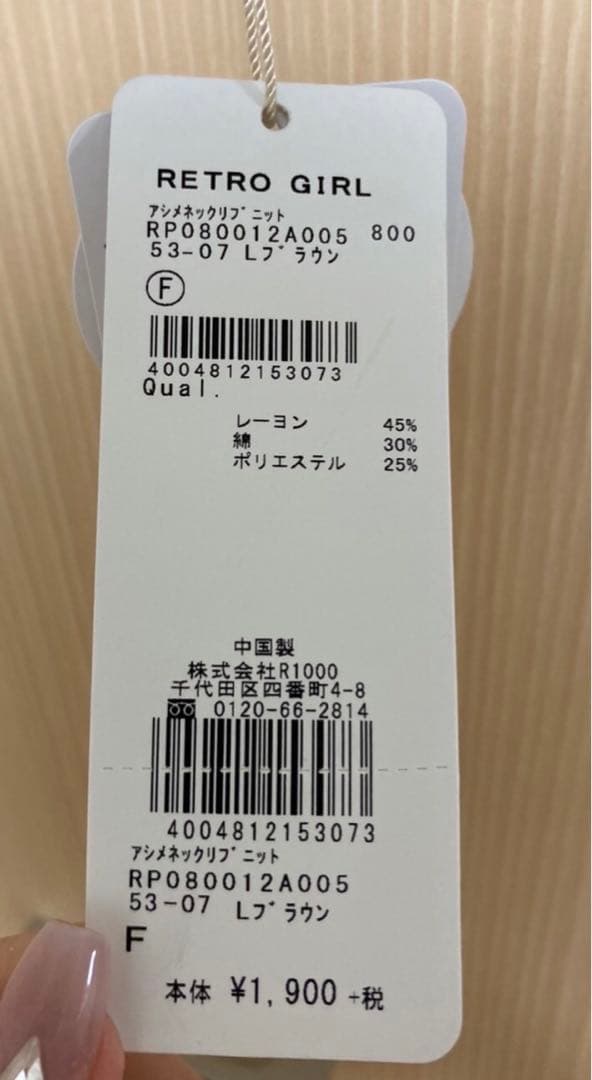 RETRO GIRL
ｱｼﾒﾈｯｸﾘﾌﾞﾆｯﾄ
RP080012A005 800
53-07 Lﾌﾞﾗｳﾝ
Ⓕ
4004812153073
Qual.
レーヨン 45%
綿 30%
ポリエステル 25%
中国製
株式会社R1000
千代田区四番町4-8
0120-66-2814
4004812153073
ｱｼﾒﾈｯｸﾘﾌﾞﾆｯﾄ
RP080012A005
53-07 Lﾌﾞﾗｳﾝ
F
本体 ¥1,900 +税